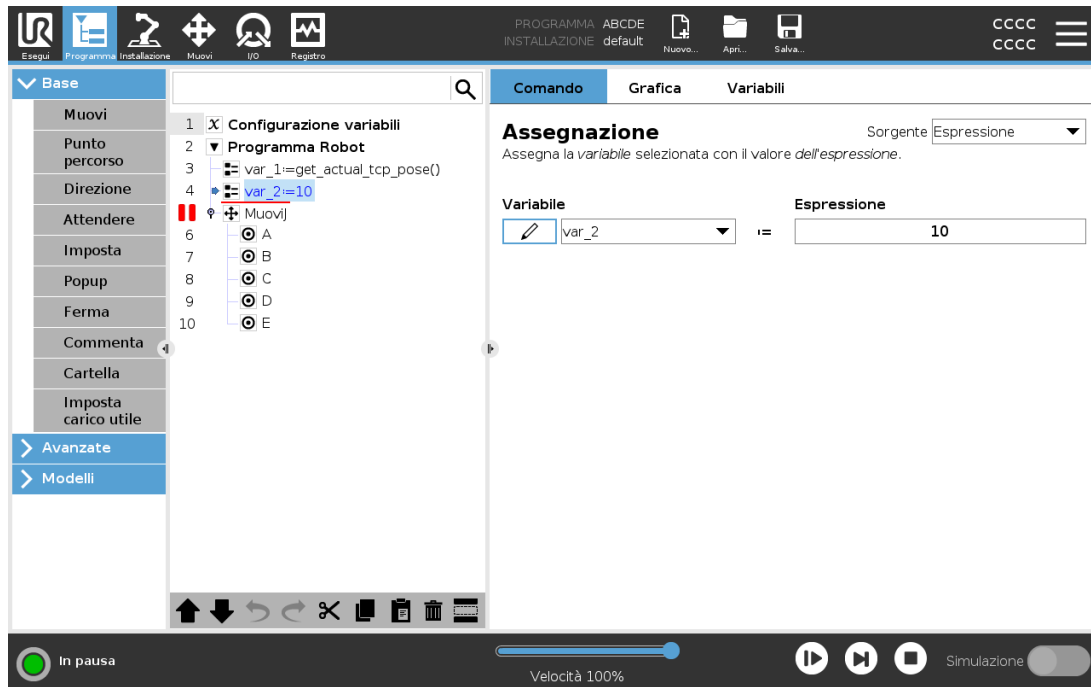 PROGRAMMA ABCDE
INSTALLAZIONE default
CCCC
CCCC
Esegui Programma Installazione Muovi I/O Registro Nuovo... Apri... Salva...
Base
Muovi
Punto
percorso
Direzione
Attendere
Imposta
Popup
Ferma
Commenta
Cartella
Imposta
carico utile
Avanzate
Modelli
1 Configurazione variabili
2 Programma Robot
3 var_1:=get_actual_tcp_pose()
4 var_2:=10
MuoviJ
6 A
7 B
8 C
9 D
10 E
Comando Grafica Variabili
Assegnazione
Sorgente Espressione
Assegna la variabile selezionata con il valore dell'espressione.
Variabile Espressione
var_2 := 10
In pausa
Velocità 100%
Simulazione